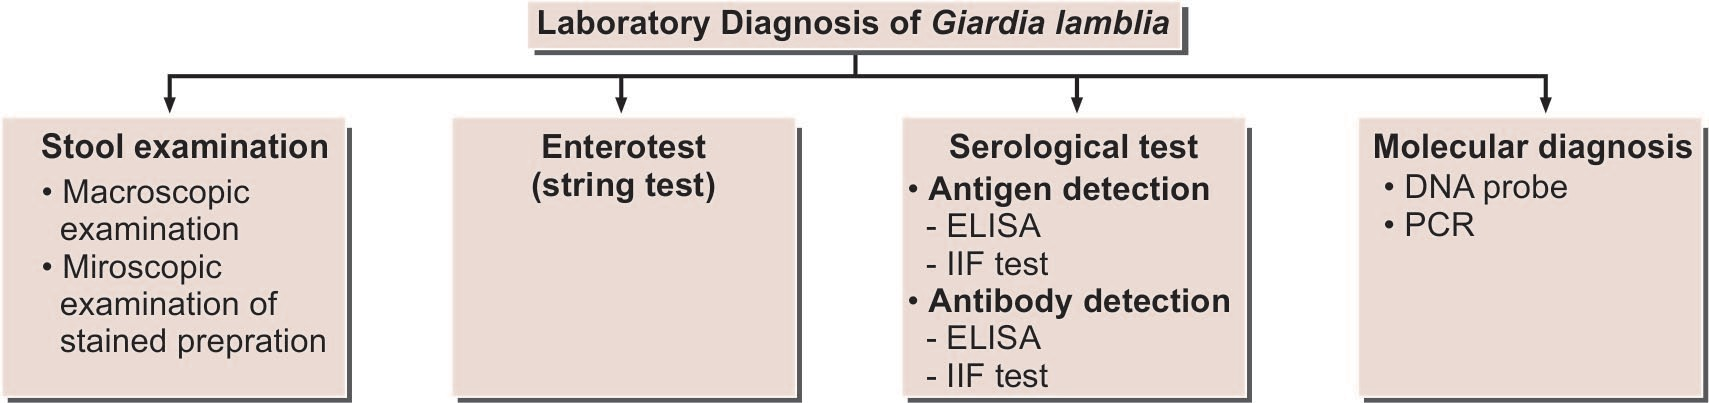 Laboratory Diagnosis of Giardia lamblia
Stool examination
• Macroscopic
examination
• Miroscopic
examination of
stained prepration
Enterotest
(string test)
Serological test
• Antigen detection
- ELISA
- IIF test
• Antibody detection
- ELISA
- IIF test
Molecular diagnosis
• DNA probe
• PCR